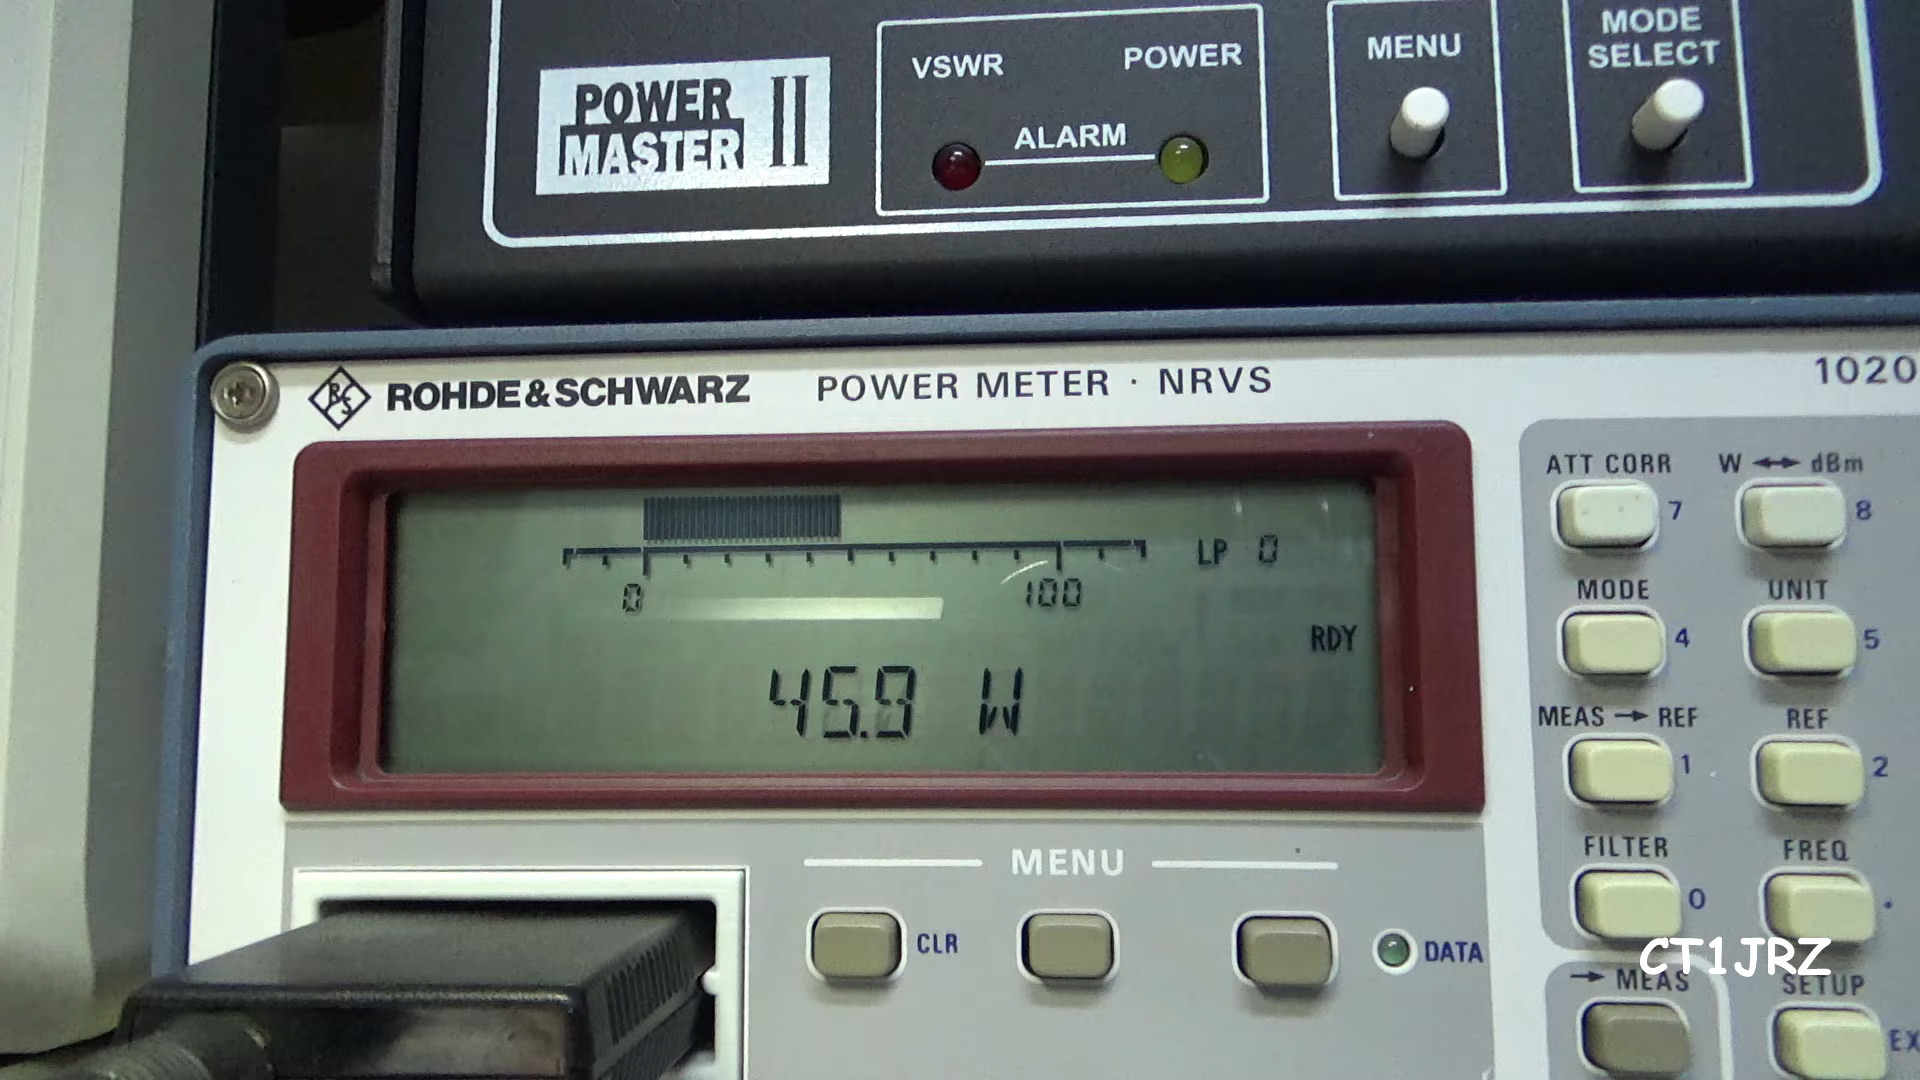 POWER MASTER II
VSWR POWER
ALARM
MENU
MODE SELECT
R&S ROHDE&SCHWARZ POWER METER · NRVS 1020
ATT CORR 7
W ↔ dBm 8
0 100
LP 0
RDY
45.9 W
MODE 4
UNIT 5
MEAS → REF 1
REF 2
FILTER 0
FREQ .
MENU
CLR
DATA
CT1JRZ
→ MEAS
SETUP
EX